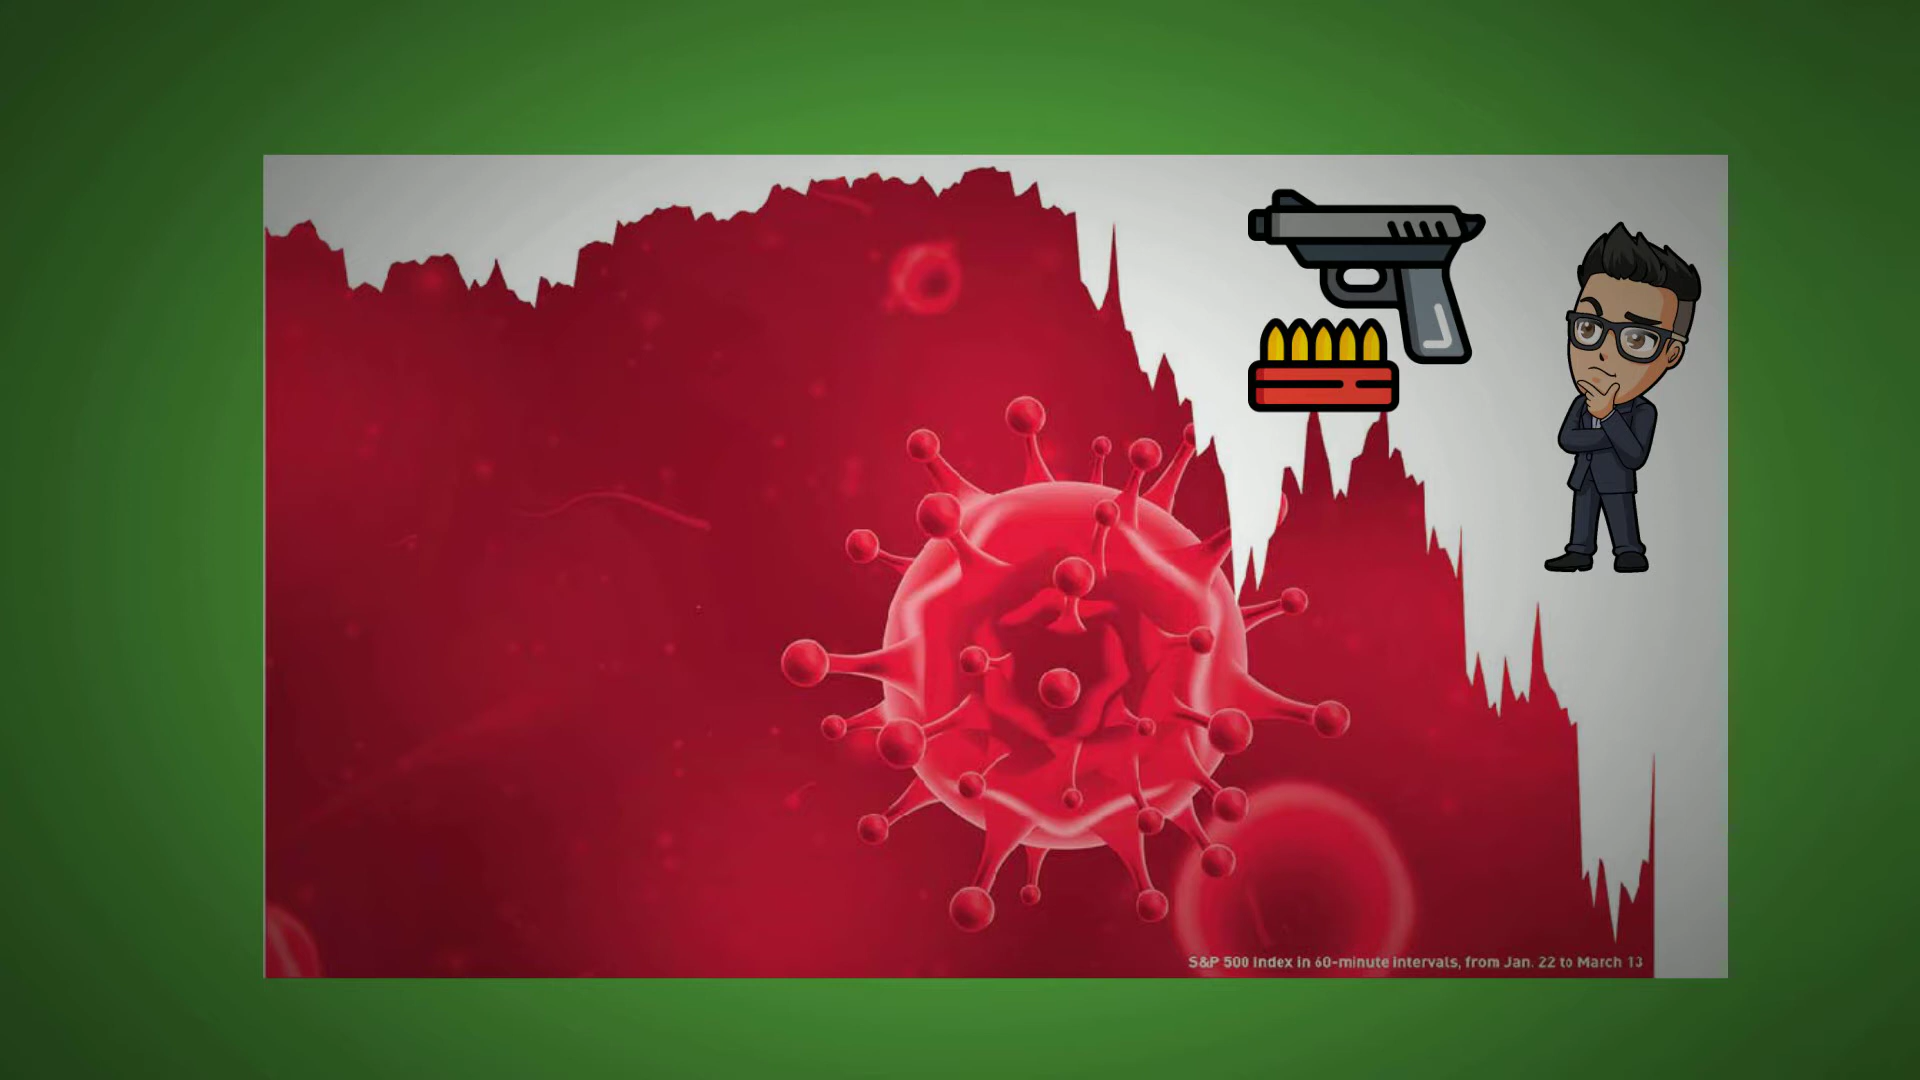 S&P 500 Index in 60-minute intervals, from Jan. 22 to March 13